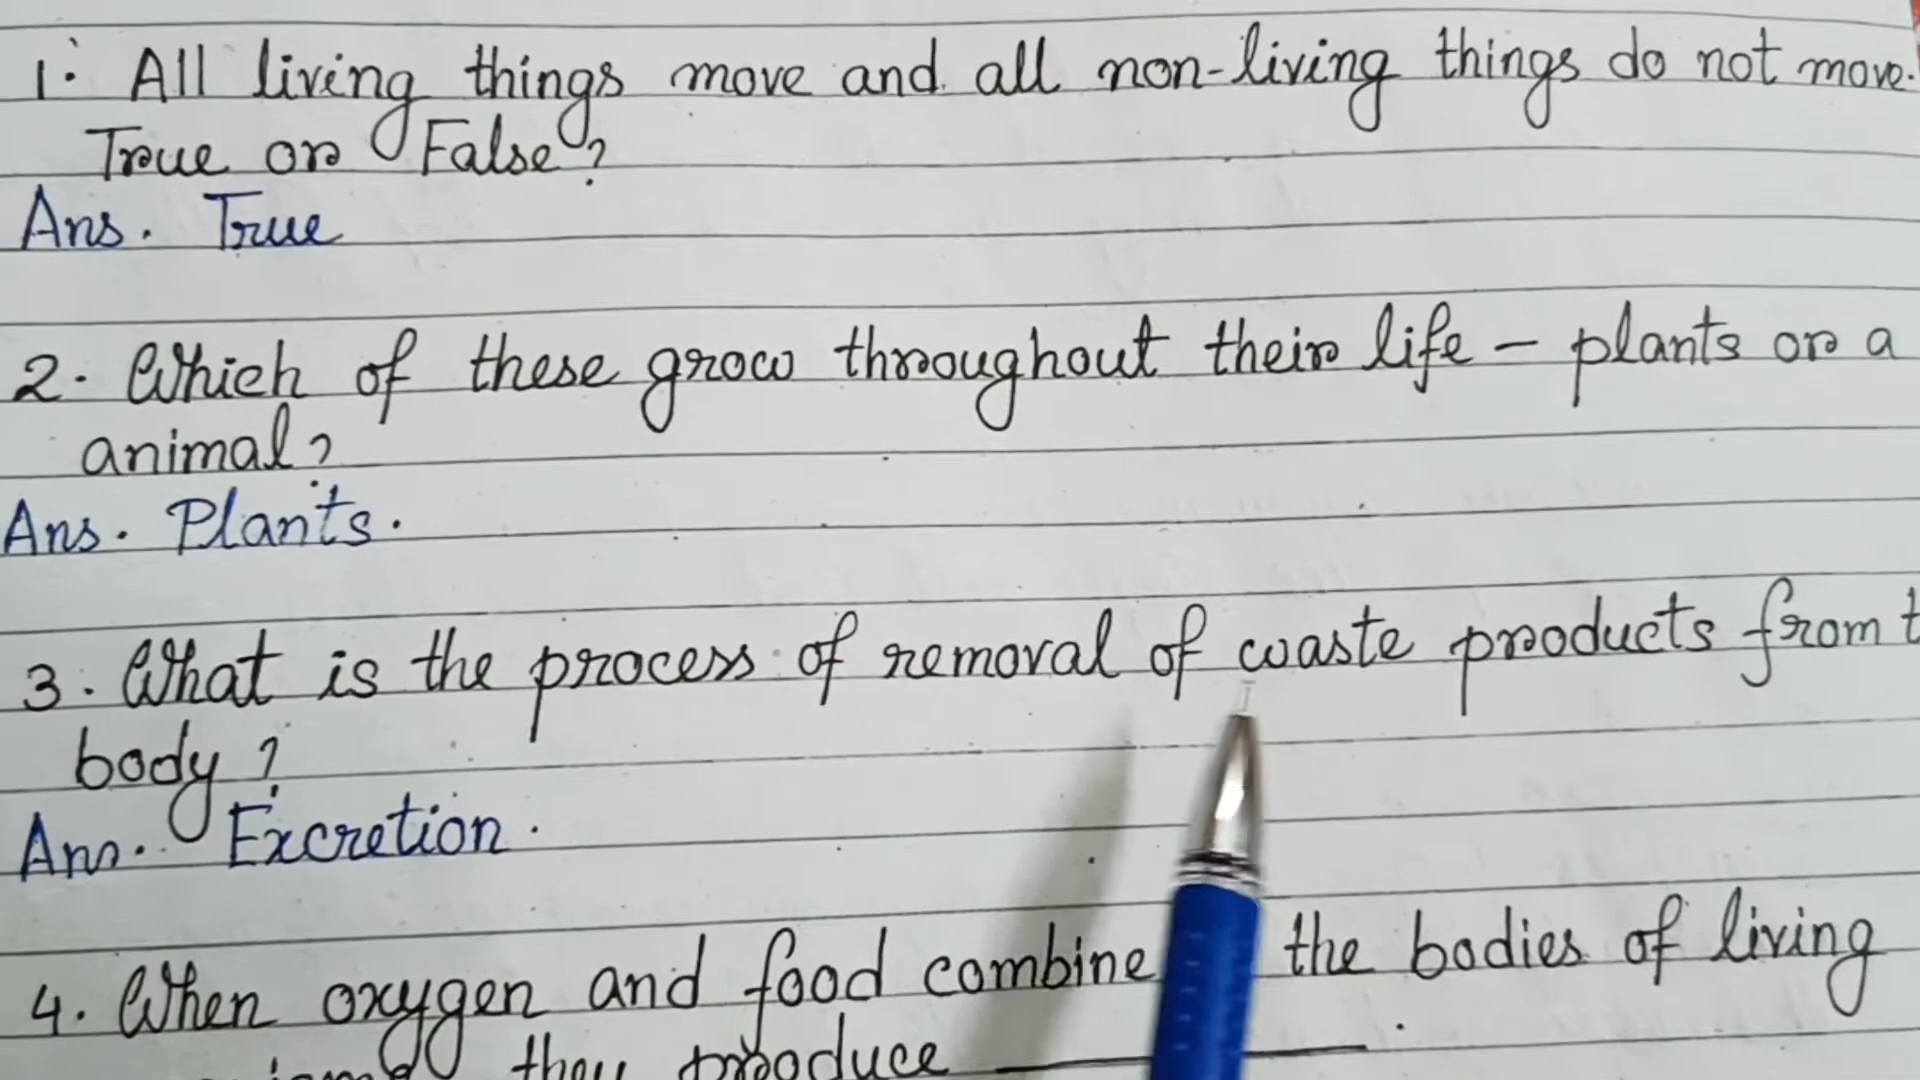 1. All living things move and all non-living things do not move.
True or False?
Ans. True
2. Which of these grow throughout their life - plants or a
animal?
Ans. Plants.
3. What is the process of removal of waste products from t
body?
Ans. Excretion.
4. When oxygen and food combine the bodies of living
they produce